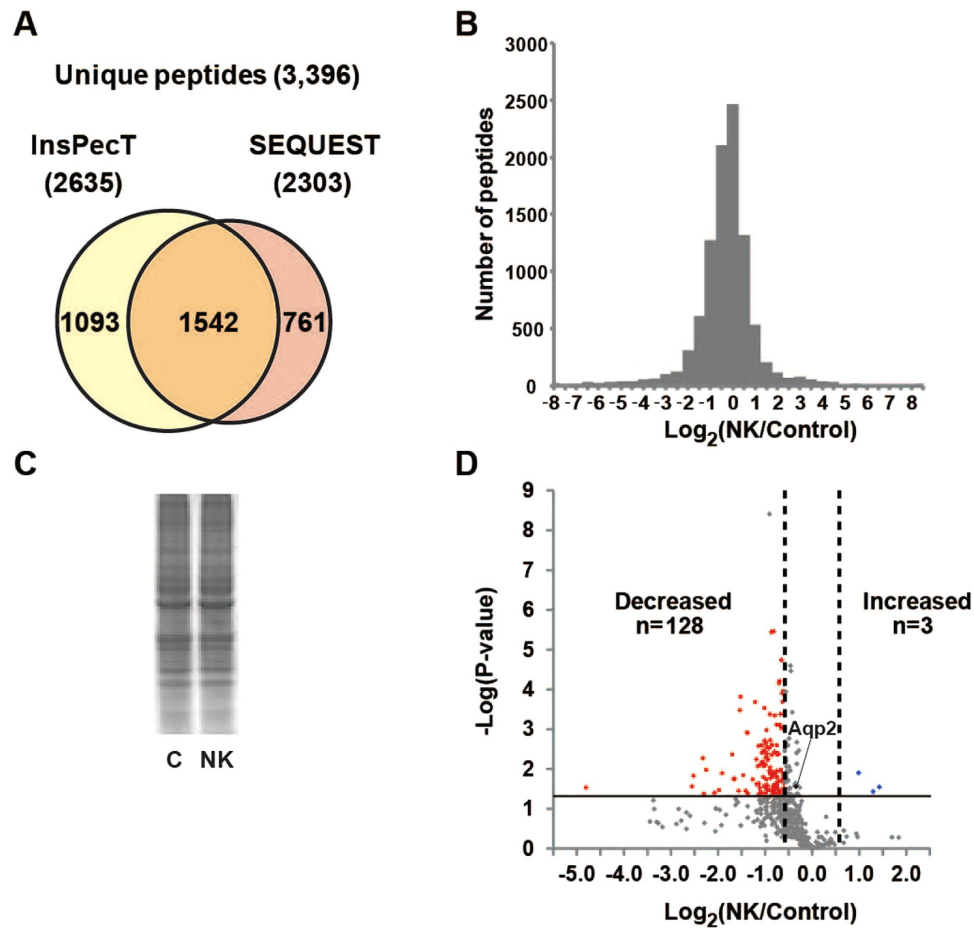 A
Unique peptides (3,396)
InsPecT
(2635)
SEQUEST
(2303)
1093
1542
761
B
Number of peptides
3000
2500
2000
1500
1000
500
0
-8 -7 -6 -5 -4 -3 -2 -1 0 1 2 3 4 5 6 7 8
Log2(NK/Control)
C
C NK
D
-Log(P-value)
9
8
7
6
5
4
3
2
1
0
Decreased
n=128
Increased
n=3
Aqp2
-5.0 -4.0 -3.0 -2.0 -1.0 0.0 1.0 2.0
Log2(NK/Control)